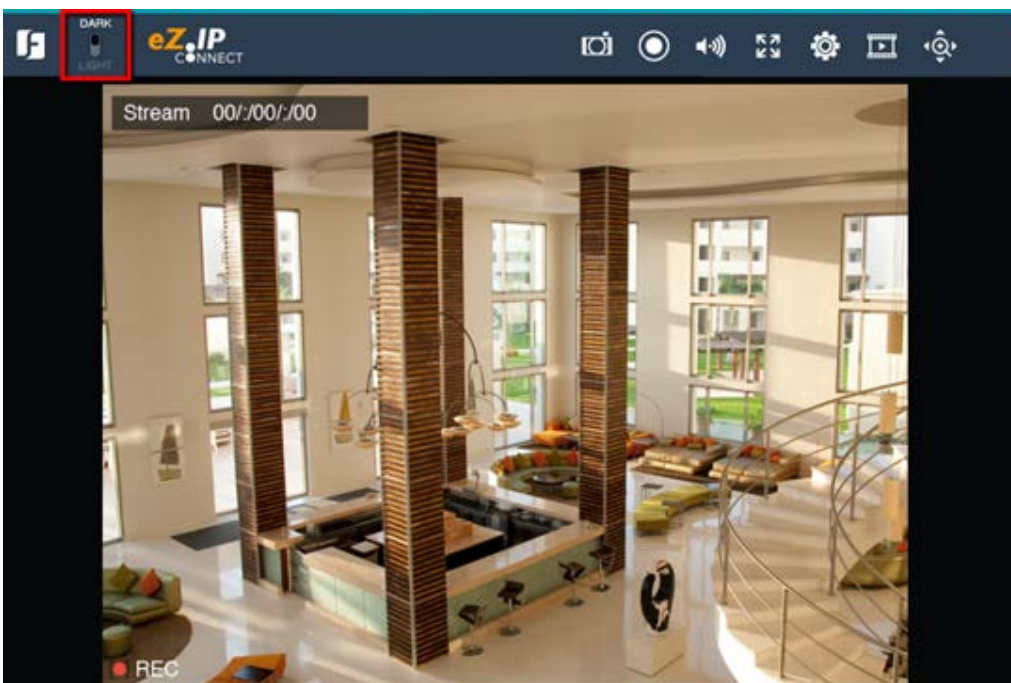 DARK
LIGHT
eZ.IP
CONNECT
Stream 00/:/00/:/00
REC